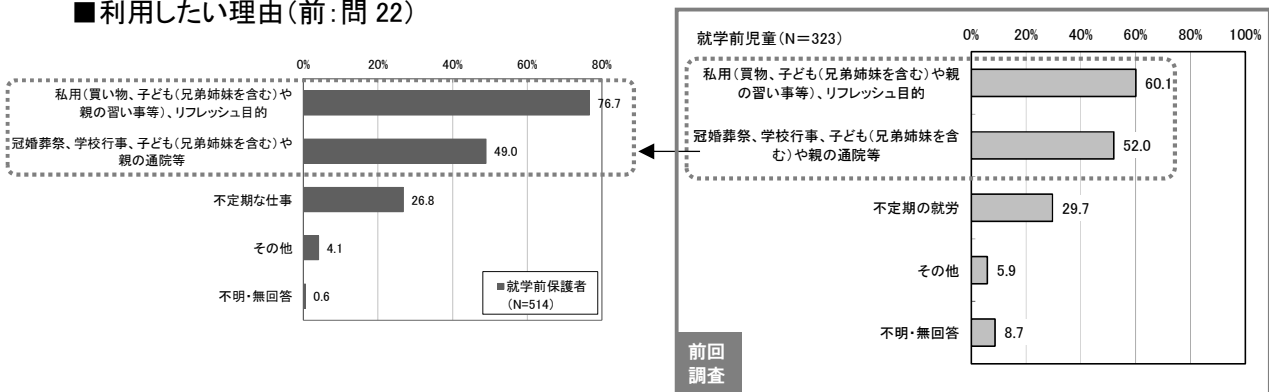 ■利用したい理由（前：問 22）
0% 20% 40% 60% 80%
私用（買い物、子ども（兄弟姉妹を含む）や
親の習い事等）、リフレッシュ目的
76.7
冠婚葬祭、学校行事、子ども（兄弟姉妹を含む）や
親の通院等
49.0
不定期な仕事
26.8
その他
4.1
不明・無回答
0.6
■就学前保護者
（N=514）
就学前児童（N＝323）
0% 20% 40% 60% 80% 100%
私用（買物、子ども（兄弟姉妹を含む）や親
の習い事等）、リフレッシュ目的
60.1
冠婚葬祭、学校行事、子ども（兄弟姉妹を含
む）や親の通院等
52.0
不定期の就労
29.7
その他
5.9
不明・無回答
8.7
前回
調査